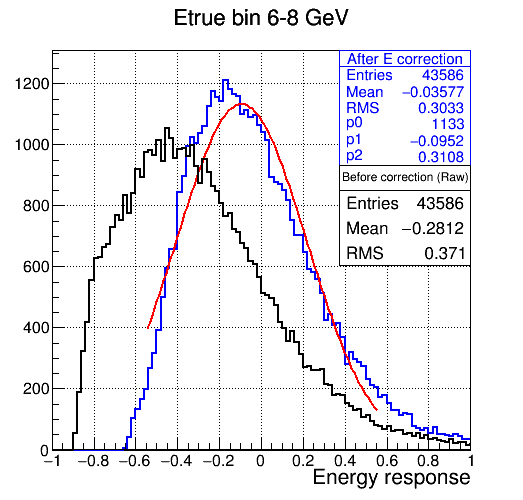 Etrue bin 6-8 GeV
After E correction
Entries 43586
Mean −0.03577
RMS 0.3033
p0 1133
p1 −0.0952
p2 0.3108
Before correction (Raw)
Entries 43586
Mean −0.2812
RMS 0.371
1200
1000
800
600
400
200
0
−1 −0.8 −0.6 −0.4 −0.2 0 0.2 0.4 0.6 0.8 1
Energy response